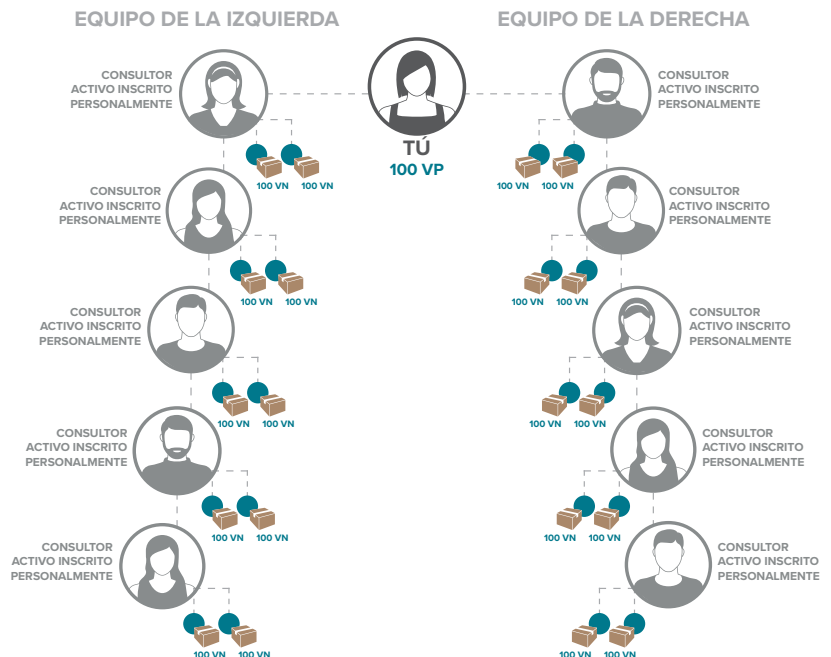 EQUIPO DE LA IZQUIERDA
EQUIPO DE LA DERECHA
CONSULTOR
ACTIVO INSCRITO
PERSONALMENTE
100 VN 100 VN
CONSULTOR
ACTIVO INSCRITO
PERSONALMENTE
100 VN 100 VN
CONSULTOR
ACTIVO INSCRITO
PERSONALMENTE
100 VN 100 VN
CONSULTOR
ACTIVO INSCRITO
PERSONALMENTE
100 VN 100 VN
CONSULTOR
ACTIVO INSCRITO
PERSONALMENTE
100 VN 100 VN
TÚ
100 VP
CONSULTOR
ACTIVO INSCRITO
PERSONALMENTE
100 VN 100 VN
CONSULTOR
ACTIVO INSCRITO
PERSONALMENTE
100 VN 100 VN
CONSULTOR
ACTIVO INSCRITO
PERSONALMENTE
100 VN 100 VN
CONSULTOR
ACTIVO INSCRITO
PERSONALMENTE
100 VN 100 VN
CONSULTOR
ACTIVO INSCRITO
PERSONALMENTE
100 VN 100 VN